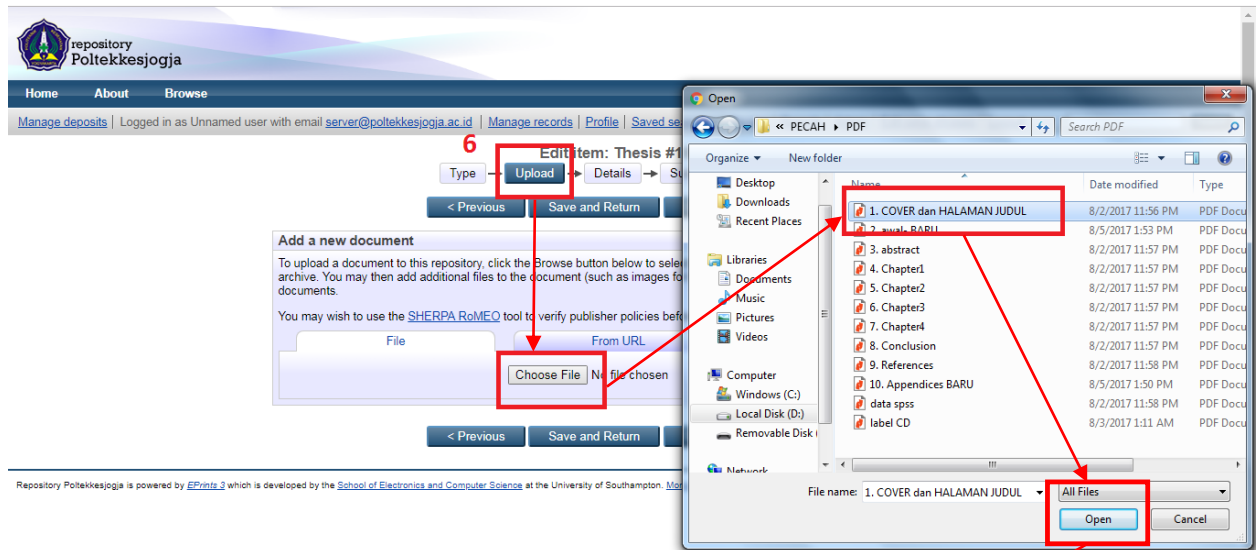 repository
Poltekkesjogja
Home About Browse
Manage deposits | Logged in as Unnamed user with email server@poltekkesjogja.ac.id | Manage records | Profile | Saved
6
Edit item: Thesis #1
Type Upload Details
< Previous Save and Return
Add a new document
To upload a document to this repository, click the Browse button below to
archive. You may then add additional files to the document (such as images
documents.
You may wish to use the SHERPA RoMEO tool to verify publisher policies
File From URL
Choose File No file chosen
< Previous Save and Return
Repository Poltekkesjogja is powered by EPrints 3 which is developed by the School of Electronics and Computer Science at the University of Southampton.
Open
« PECAH PDF Search PDF
Organize New folder
Desktop
Downloads
Recent Places
Libraries
Documents
Music
Pictures
Videos
Computer
Windows (C:)
Local Disk (D:)
Removable Disk
Network
Name Date modified Type
1. COVER dan HALAMAN JUDUL 8/2/2017 11:56 PM PDF Docu
2. awal- BARU 8/5/2017 1:53 PM PDF Docu
3. abstract 8/2/2017 11:57 PM PDF Docu
4. Chapter1 8/2/2017 11:57 PM PDF Docu
5. Chapter2 8/2/2017 11:57 PM PDF Docu
6. Chapter3 8/2/2017 11:57 PM PDF Docu
7. Chapter4 8/2/2017 11:57 PM PDF Docu
8. Conclusion 8/2/2017 11:57 PM PDF Docu
9. References 8/2/2017 11:58 PM PDF Docu
10. Appendices BARU 8/5/2017 1:50 PM PDF Docu
data spss 8/2/2017 11:58 PM PDF Docu
label CD 8/3/2017 1:11 AM PDF Docu
File name: 1. COVER dan HALAMAN JUDUL All Files
Open Cancel